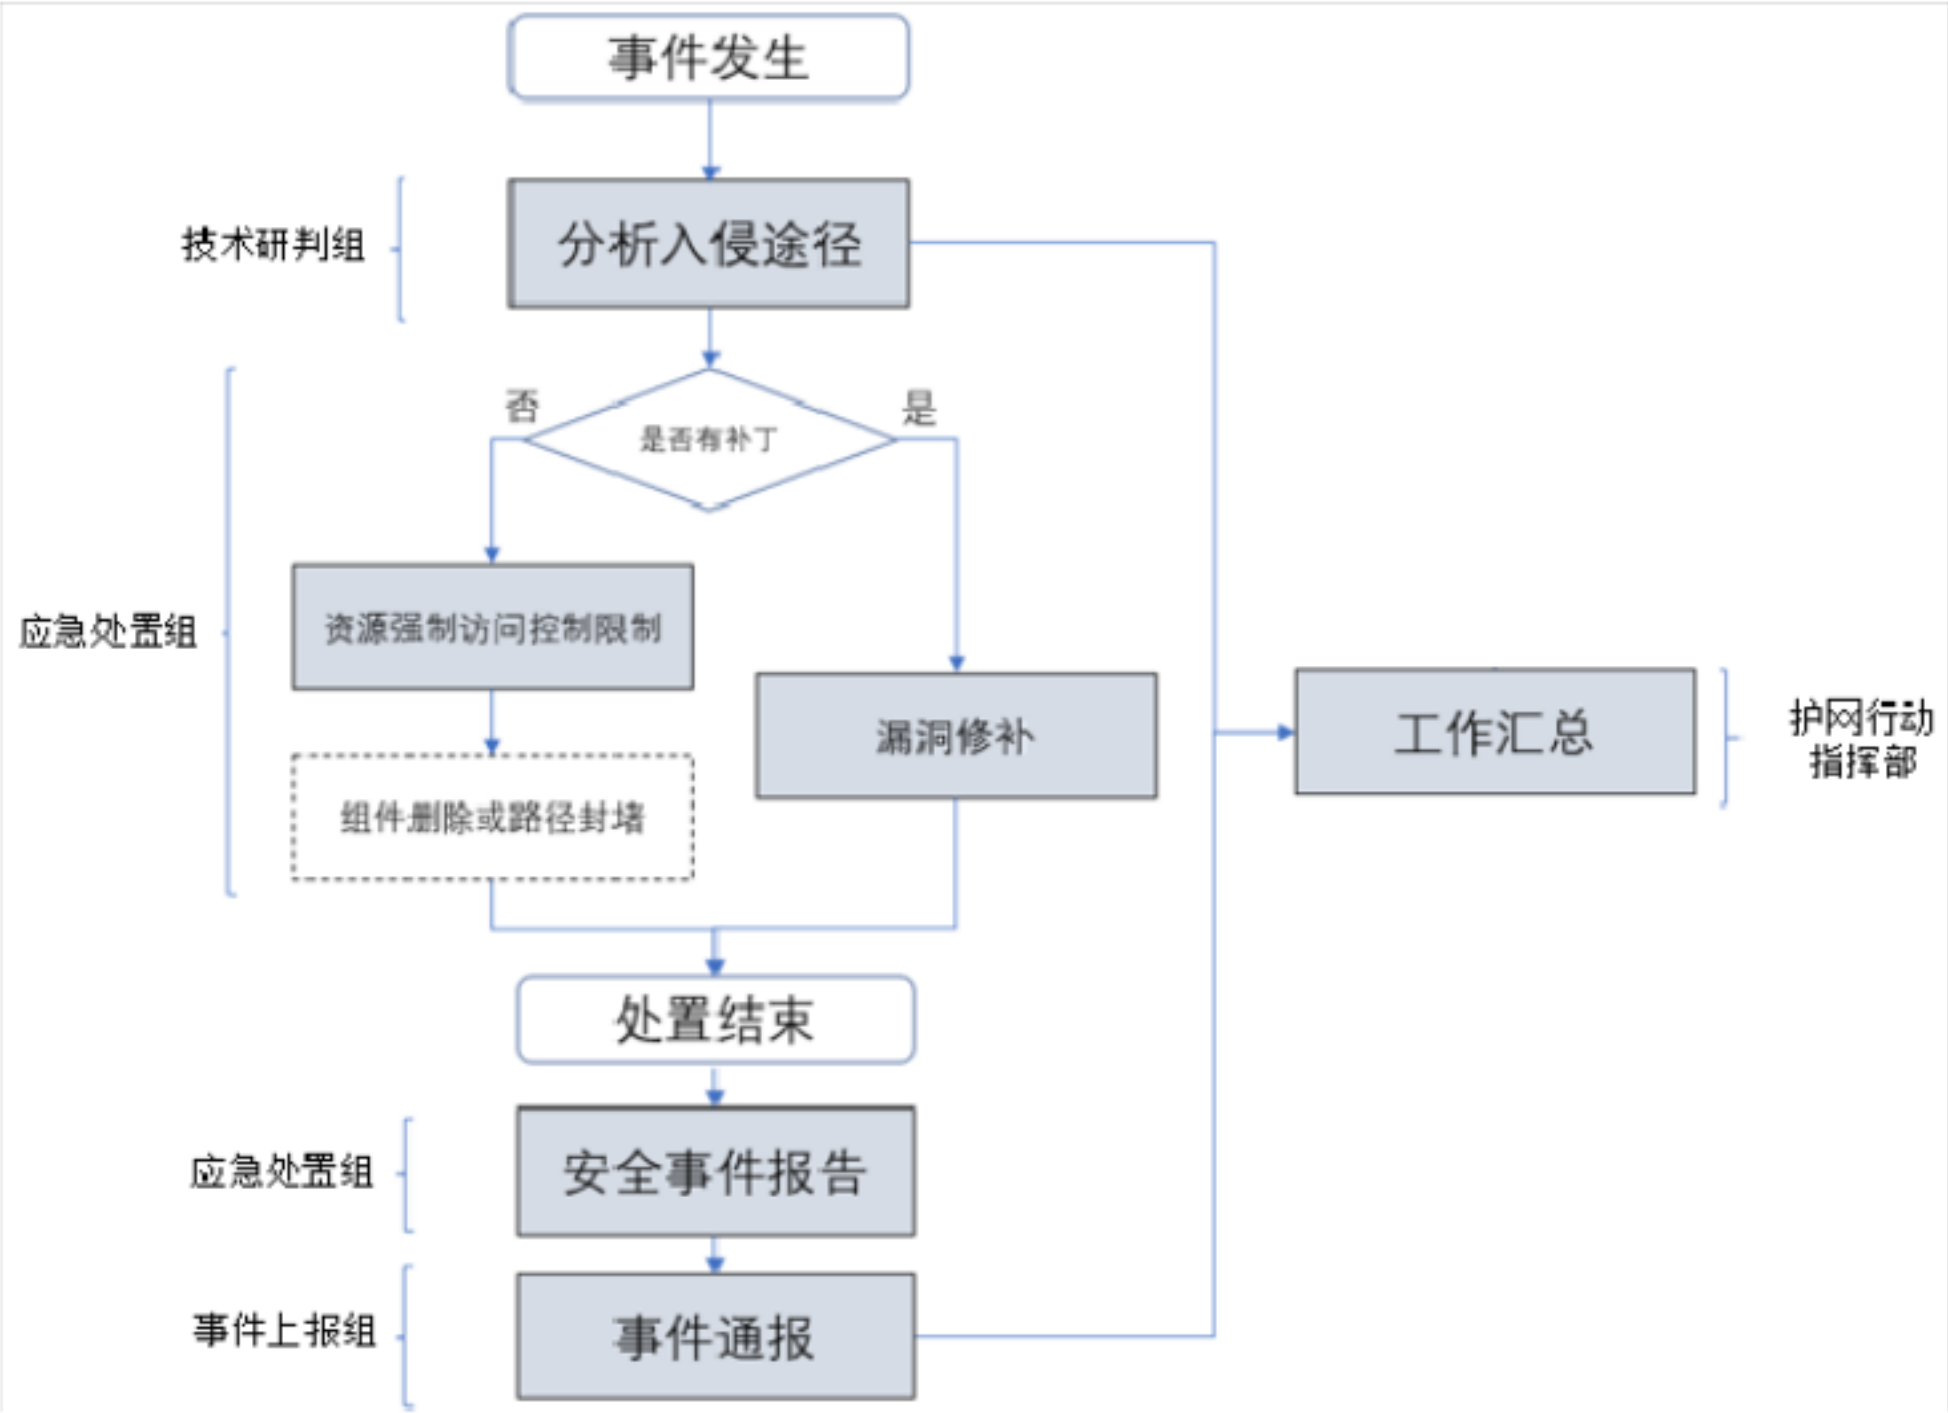 事件发生
技术研判组
分析入侵途径
否
是
是否有补丁
应急处置组
资源强制访问控制限制
漏洞修补
工作汇总
护网行动
指挥部
组件删除或路径封堵
处置结束
应急处置组
安全事件报告
事件上报组
事件通报